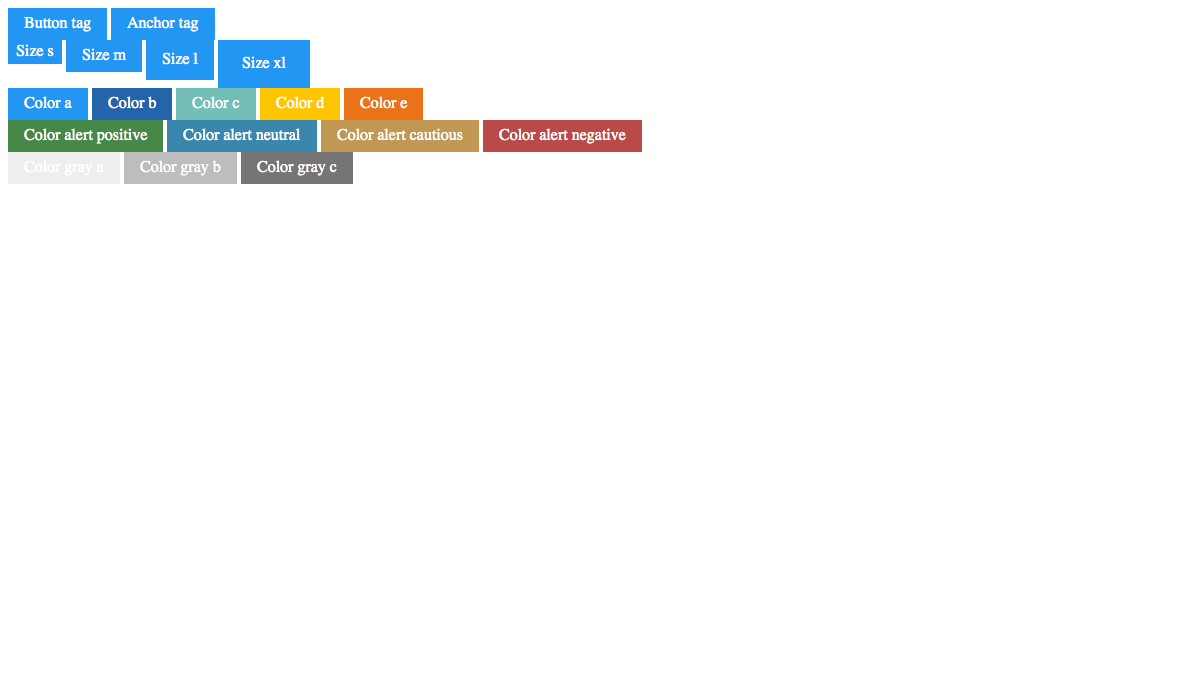 Button tag Anchor tag
Size s Size m Size l Size xl
Color a Color b Color c Color d Color e
Color alert positive Color alert neutral Color alert cautious Color alert negative
Color gray a Color gray b Color gray c